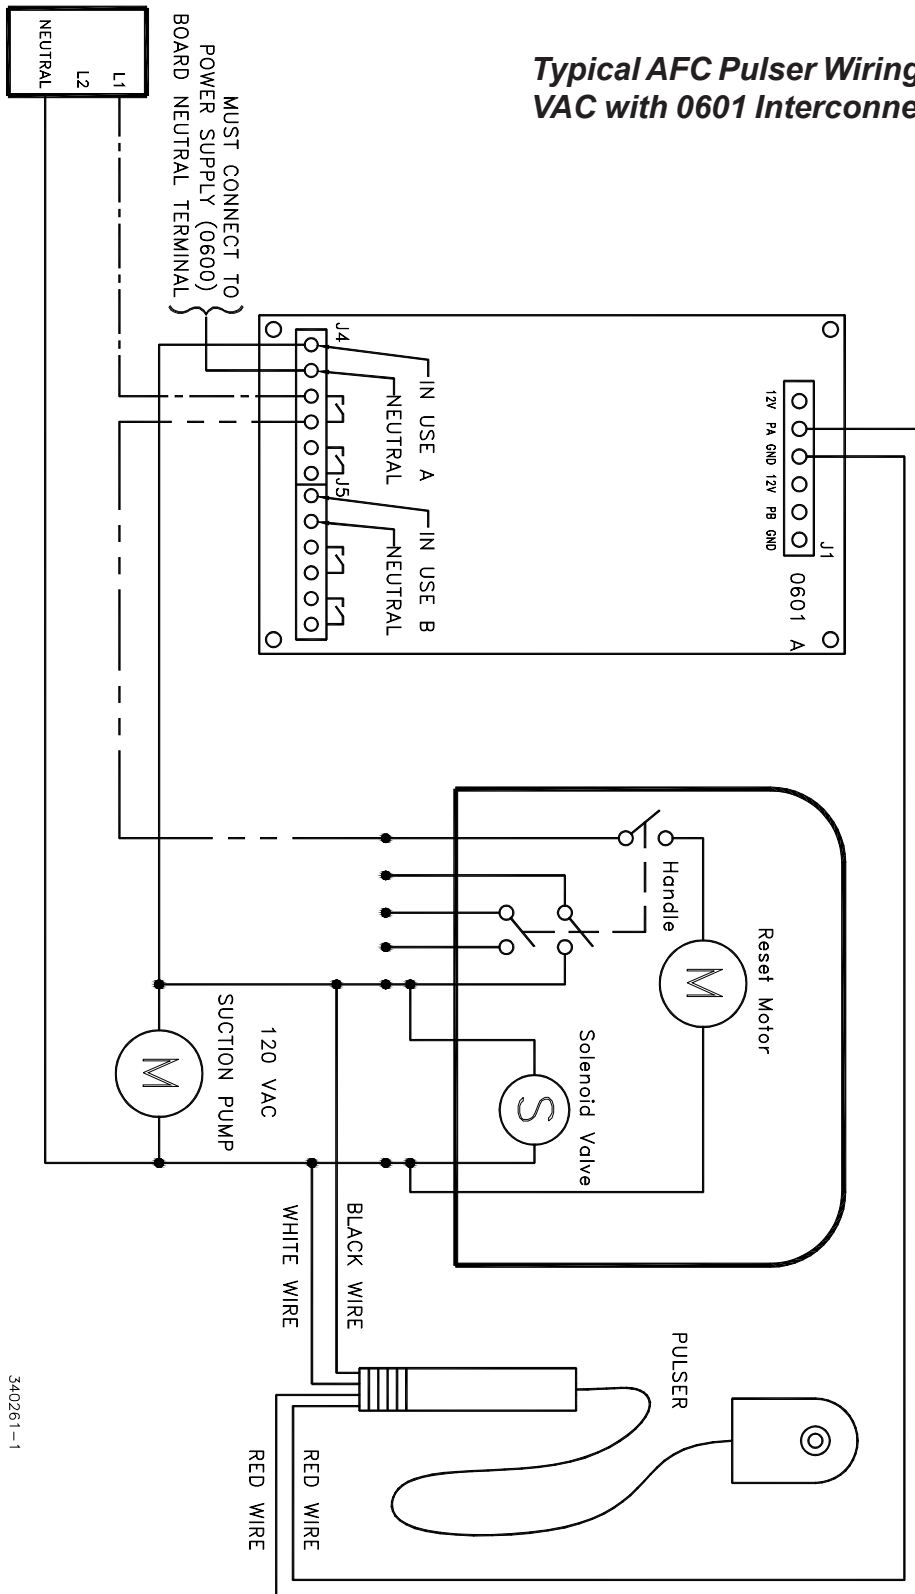 Typical AFC Pulser Wiring
VAC with 0601 Interconne
NEUTRAL
L2
L1
MUST CONNECT TO
POWER SUPPLY (0600)
BOARD NEUTRAL TERMINAL
J4
IN USE A
NEUTRAL
J5
IN USE B
NEUTRAL
12V PA GND 12V PB GND
J1
0601 A
Handle
Reset Motor
M
Solenoid Valve
S
120 VAC
SUCTION PUMP
M
BLACK WIRE
WHITE WIRE
PULSER
RED WIRE
RED WIRE
340261-1